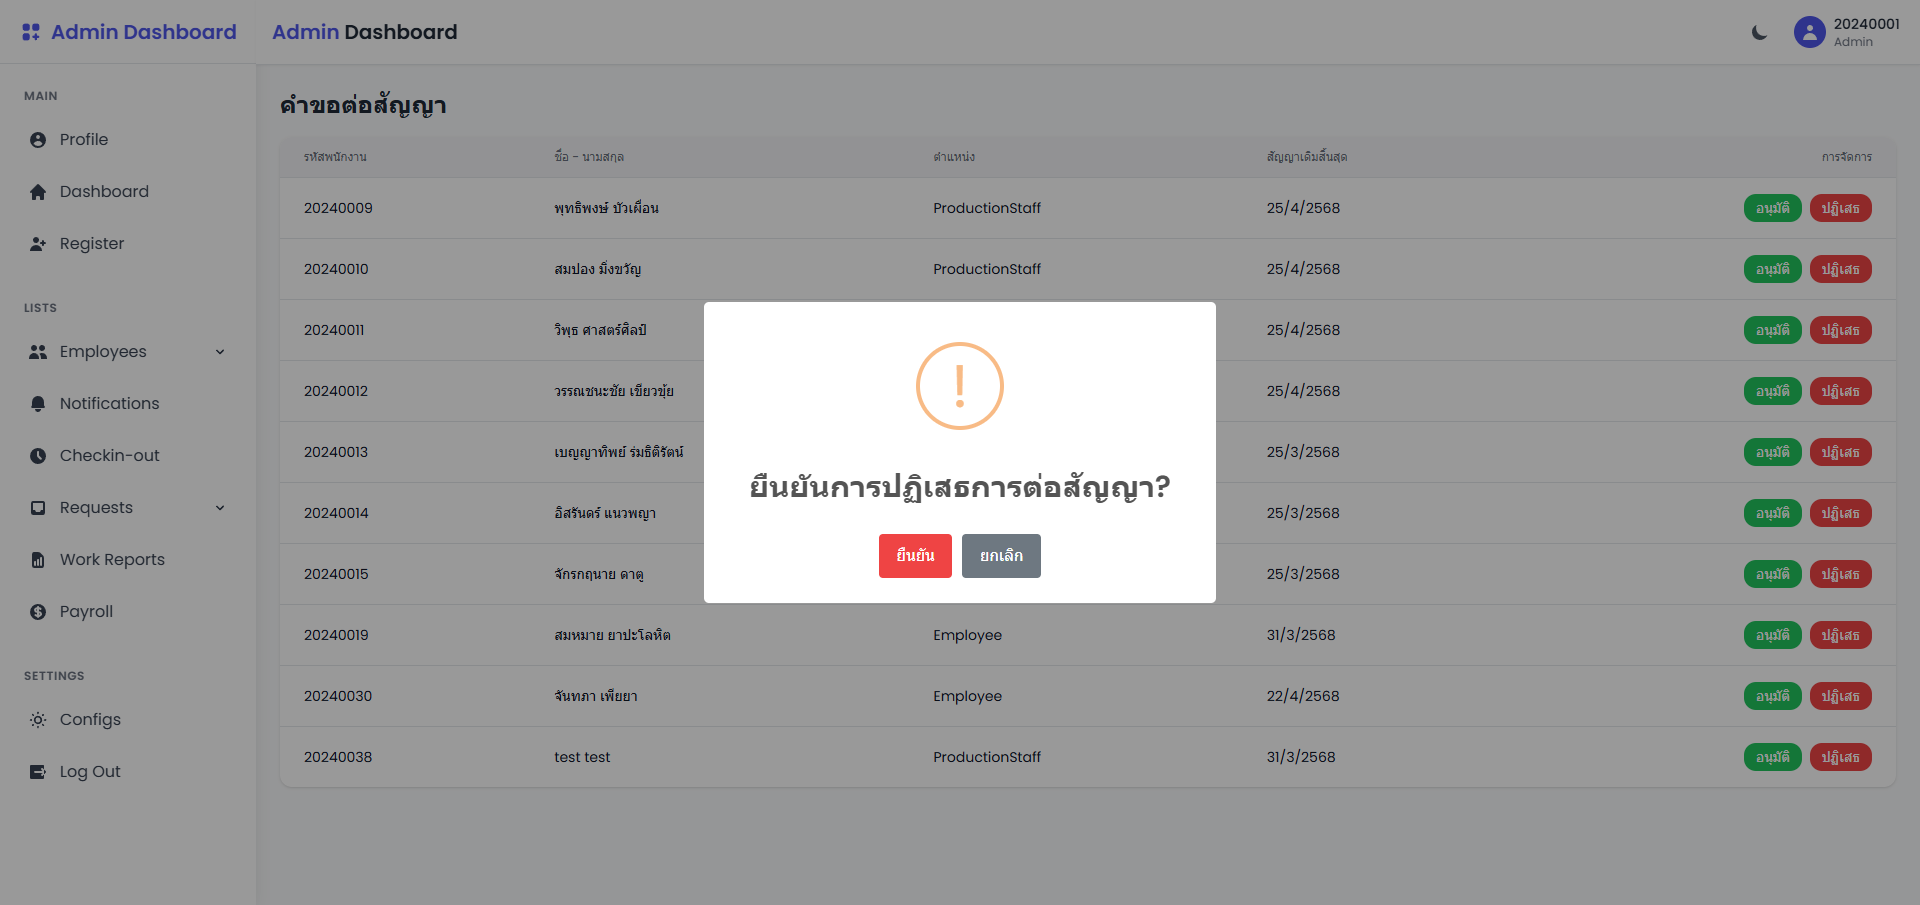 Admin Dashboard
Admin Dashboard
20240001
Admin
MAIN
Profile
Dashboard
Register
LISTS
Employees
Notifications
Checkin-out
Requests
Work Reports
Payroll
SETTINGS
Configs
Log Out
คำขอต่อสัญญา
รหัสพนักงาน ชื่อ - นามสกุล ตำแหน่ง สัญญาเดิมสิ้นสุด การจัดการ
20240009 พุทธิพงษ์ บัวเผื่อน ProductionStaff 25/4/2568 อนุมัติ ปฏิเสธ
20240010 สมปอง มิ่งขวัญ ProductionStaff 25/4/2568 อนุมัติ ปฏิเสธ
20240011 วิพุธ ศาสตร์ศิลป์ 25/4/2568 อนุมัติ ปฏิเสธ
20240012 วรรณชนะชัย เขียวขุ้ย 25/4/2568 อนุมัติ ปฏิเสธ
20240013 เบญญาทิพย์ ร่มธิติรัตน์ 25/3/2568 อนุมัติ ปฏิเสธ
20240014 อิสรันดร์ แนวพญา 25/3/2568 อนุมัติ ปฏิเสธ
20240015 จักรกฤนาย ดาตุ 25/3/2568 อนุมัติ ปฏิเสธ
20240019 สมหมาย ยาปะโลหิต Employee 31/3/2568 อนุมัติ ปฏิเสธ
20240030 จันทภา เพียยา Employee 22/4/2568 อนุมัติ ปฏิเสธ
20240038 test test ProductionStaff 31/3/2568 อนุมัติ ปฏิเสธ
!
ยืนยันการปฏิเสธการต่อสัญญา?
ยืนยัน ยกเลิก